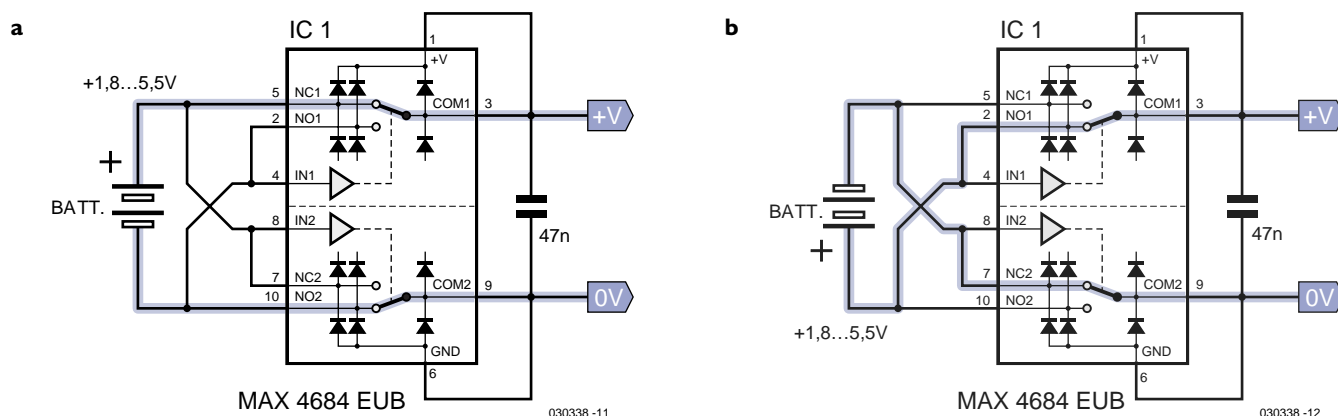 a
IC 1
1
+V
+1,8...5,5V
5 NC1
COM1 3
+V
2 NO1
+
4 IN1
BATT.
8 IN2
47n
7 NC2
COM2 9
0V
10 NO2
GND
6
MAX 4684 EUB
030338 -11
b
IC 1
1
+V
5 NC1
COM1 3
+V
2 NO1
4 IN1
BATT.
8 IN2
47n
+
7 NC2
COM2 9
0V
10 NO2
+1,8...5,5V
GND
6
MAX 4684 EUB
030338 -12